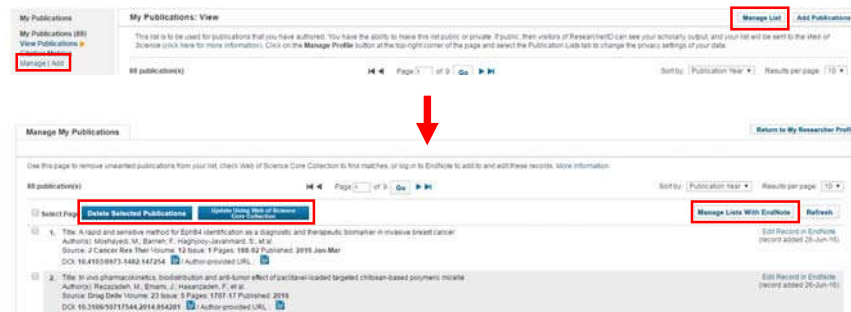 My Publications
My Publications: View
Manage List
Add Publications
My Publications (88)
View Publications
Citation Metrics
Manage | Add
This list is to be used for publications that you have authored. You have the ability to make this list public or private. If public, then visitors of ResearcherID can see your scholarly output, and your list will be sent to the Web of
Science (click here for more information). Click on the Manage Profile button at the top-right corner of the page and select the Publication Lists tab to change the privacy settings of your data.
88 publication(s)
Page of 9 Go
Sort by: Publication Year
Results per page: 10
Manage My Publications
Return to My Researcher Profi
Use this page to remove unwanted publications from your list, check Web of Science Core Collection to find matches, or log in to EndNote to add to and edit these records. More information.
88 publication(s)
Page of 9 Go
Sort by: Publication Year
Results per page: 10
Select Page
Delete Selected Publications
Update Using Web of Science
Core Collection
Manage Lists With EndNote
Refresh
1. Title: A rapid and sensitive method for EphB4 identification as a diagnostic and therapeutic biomarker in invasive breast cancer
Author(s): Moshayedi, M.; Barneh, F.; Haghjooy-Javanmard, S.; et al.
Source: J Cancer Res Ther Volume: 12 Issue: 1 Pages: 188-92 Published: 2016 Jan-Mar
DOI: 10.4103/0973-1482.147254 / Author-provided URL:
Edit Record in EndNote
(record added 26-Jun-16)
2. Title: In vivo pharmacokinetics, biodistribution and anti-tumor effect of paclitaxel-loaded targeted chitosan-based polymeric micelle
Author(s): Rezazadeh, M.; Emami, J.; Hasanzadeh, F.; et al.
Source: Drug Deliv Volume: 23 Issue: 5 Pages: 1707-17 Published: 2016
DOI: 10.3109/10717544.2014.954281 / Author-provided URL:
Edit Record in EndNote
(record added 26-Jun-16)